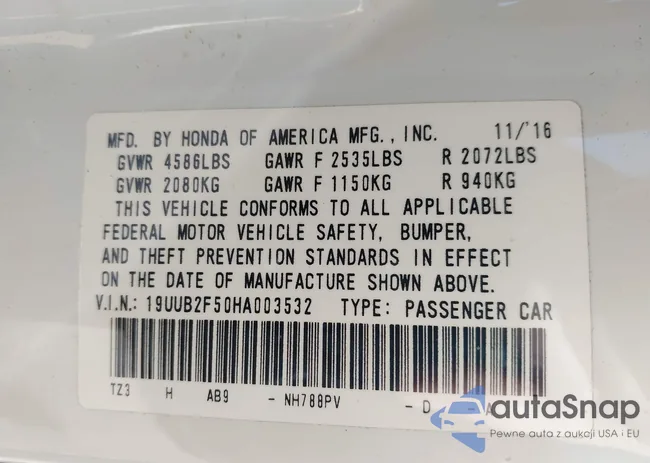 MFD. BY HONDA OF AMERICA MFG., INC. 11/'16
GVWR 4586LBS GAWR F 2535LBS R 2072LBS
GVWR 2080KG GAWR F 1150KG R 940KG
THIS VEHICLE CONFORMS TO ALL APPLICABLE
FEDERAL MOTOR VEHICLE SAFETY, BUMPER,
AND THEFT PREVENTION STANDARDS IN EFFECT
ON THE DATE OF MANUFACTURE SHOWN ABOVE.
V.I.N.: 19UUB2F50HA003532 TYPE: PASSENGER CAR
TZ3 H AB9 - NH788PV - D -
autaSnap
Pewne auta z aukcji USA i EU